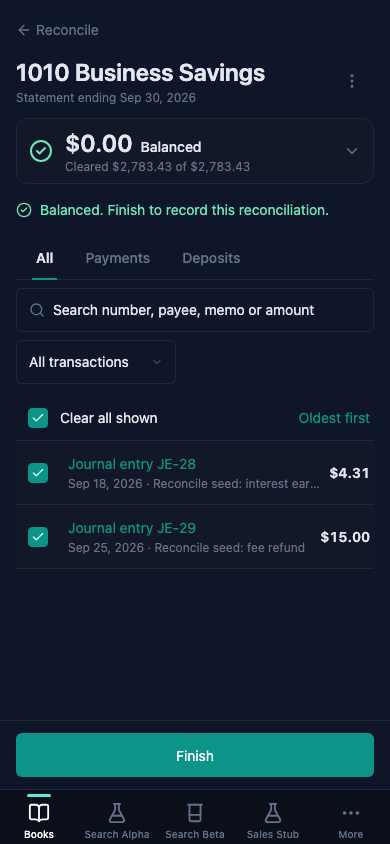 Reconcile
1010 Business Savings
Statement ending Sep 30, 2026
$0.00 Balanced
Cleared $2,783.43 of $2,783.43
Balanced. Finish to record this reconciliation.
All Payments Deposits
Search number, payee, memo or amount
All transactions
Clear all shown Oldest first
Journal entry JE-28
Sep 18, 2026 · Reconcile seed: interest ear... $4.31
Journal entry JE-29
Sep 25, 2026 · Reconcile seed: fee refund $15.00
Finish
Books Search Alpha Search Beta Sales Stub More